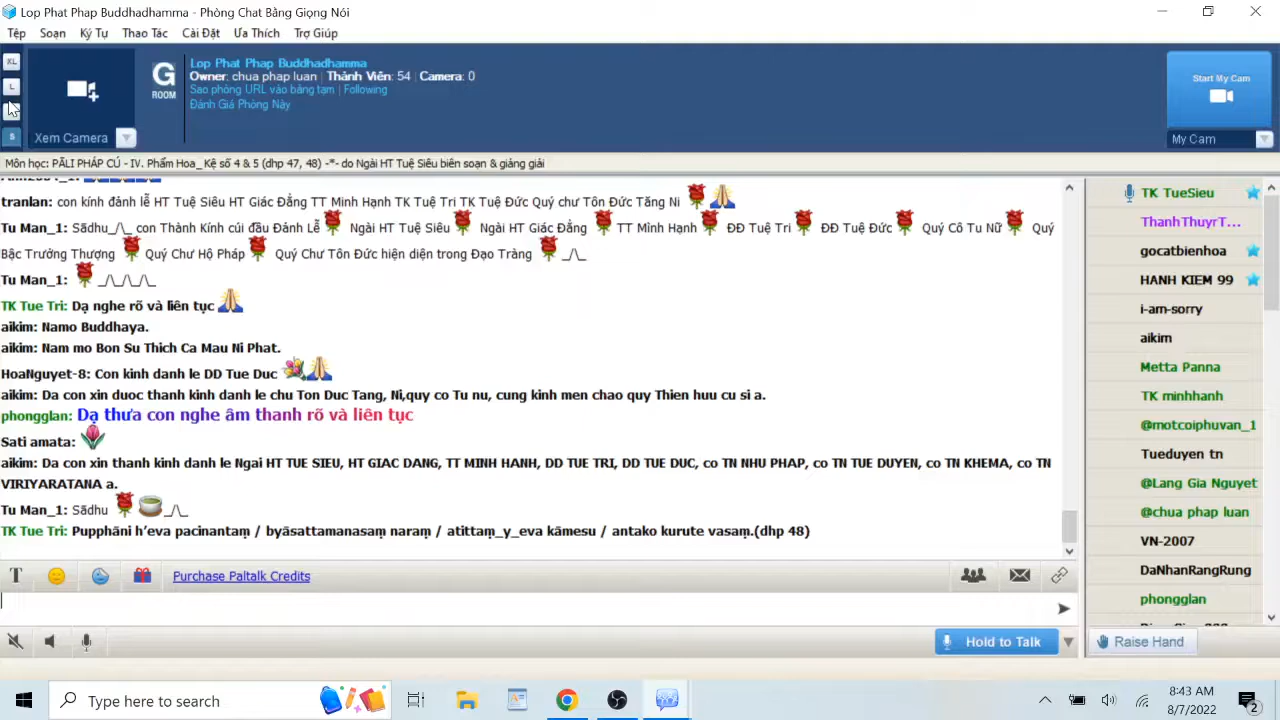 Lop Phat Phap Buddhadhamma - Phòng Chat Bằng Giọng Nói
Tệp Soạn Ký Tự Thao Tác Cài Đặt Ưa Thích Trợ Giúp
XL
L
S
Xem Camera
G
ROOM
Lop Phat Phap Buddhadhamma
Owner: chua phap luan | Thành Viên: 54 | Camera: 0
Sao phòng URL vào bảng tạm | Following
Đánh Giá Phòng Này
Start My Cam
My Cam
Môn học: PĀLI PHÁP CÚ - IV. Phẩm Hoa_ Kệ số 4 & 5 (dhp 47, 48) -*- do Ngài HT Tuệ Siêu biên soạn & giảng giải
tranlan: con kính đảnh lễ HT Tuệ Siêu HT Giác Đẳng TT Minh Hạnh TK Tuệ Tri TK Tuệ Đức Quý chư Tôn Đức Tăng Ni
Tu Man_1: Sādhu_/\_ con Thành Kính cúi đầu Đảnh Lễ Ngài HT Tuệ Siêu Ngài HT Giác Đẳng TT Minh Hạnh ĐĐ Tuệ Tri ĐĐ Tuệ Đức Quý Cô Tu Nữ Quý
Bậc Trưởng Thượng Quý Chư Hộ Pháp Quý Chư Tôn Đức hiện diện trong Đạo Tràng _/\_
Tu Man_1: _/\_/\_/\_
TK Tue Tri: Dạ nghe rõ và liên tục
aikim: Namo Buddhaya.
aikim: Nam mo Bon Su Thich Ca Mau Ni Phat.
HoaNguyet-8: Con kinh danh le DD Tue Duc
aikim: Da con xin duoc thanh kinh danh le chu Ton Duc Tang, Ni,quy co Tu nu, cung kinh men chao quy Thien huu cu si a.
phongglan: Dạ thưa con nghe âm thanh rõ và liên tục
Sati amata:
aikim: Da con xin thanh kinh danh le Ngai HT TUE SIEU, HT GIAC DANG, TT MINH HANH, DD TUE TRI, DD TUE DUC, co TN NHU PHAP, co TN TUE DUYEN, co TN KHEMA, co TN
VIRIYARATANA a.
Tu Man_1: Sādhu _/\_
TK Tue Tri: Pupphāni h’eva pacinantaṃ / byāsattamanasaṃ naraṃ / atittaṃ_y_eva kāmesu / antako kurute vasaṃ.(dhp 48)
TK TueSieu
ThanhThuyrT...
gocatbienhoa
HANH KIEM 99
i-am-sorry
aikim
Metta Panna
TK minhhanh
@motcoiphuvan_1
Tueduyen tn
@Lang Gia Nguyet
@chua phap luan
VN-2007
DaNhanRangRung
phongglan
T Purchase Paltalk Credits
Hold to Talk
Raise Hand
Type here to search
8:43 AM
8/7/2022
2